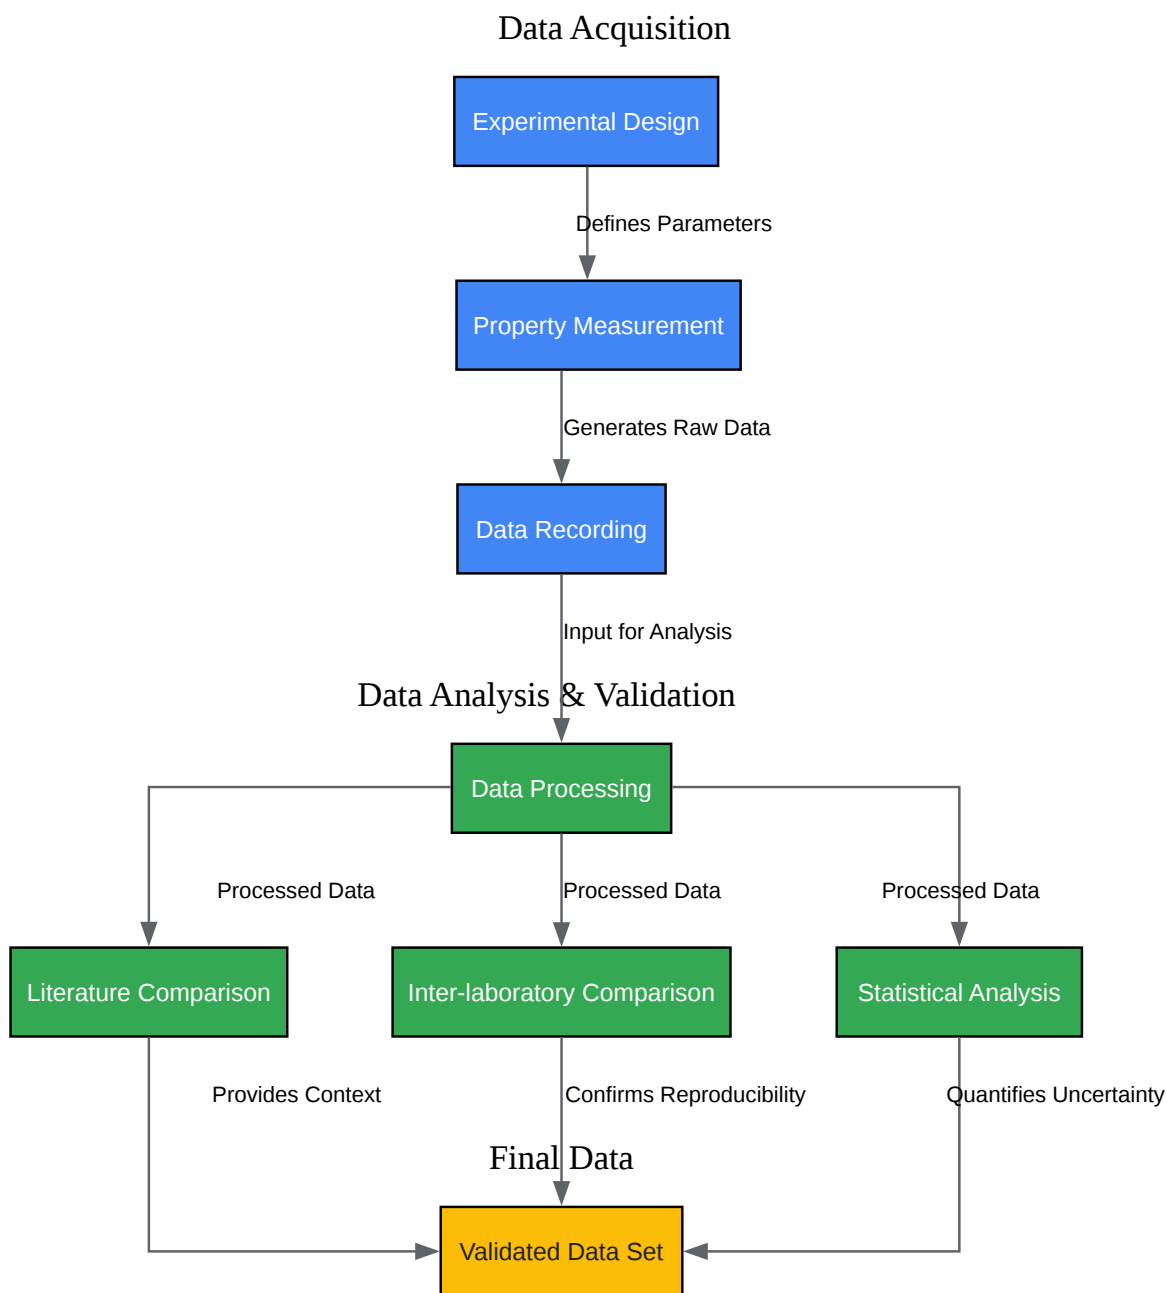 Data Acquisition
Experimental Design
Defines Parameters
Property Measurement
Generates Raw Data
Data Recording
Input for Analysis
Data Analysis & Validation
Data Processing
Processed Data
Processed Data
Processed Data
Literature Comparison
Inter-laboratory Comparison
Statistical Analysis
Provides Context
Confirms Reproducibility
Quantifies Uncertainty
Final Data
Validated Data Set